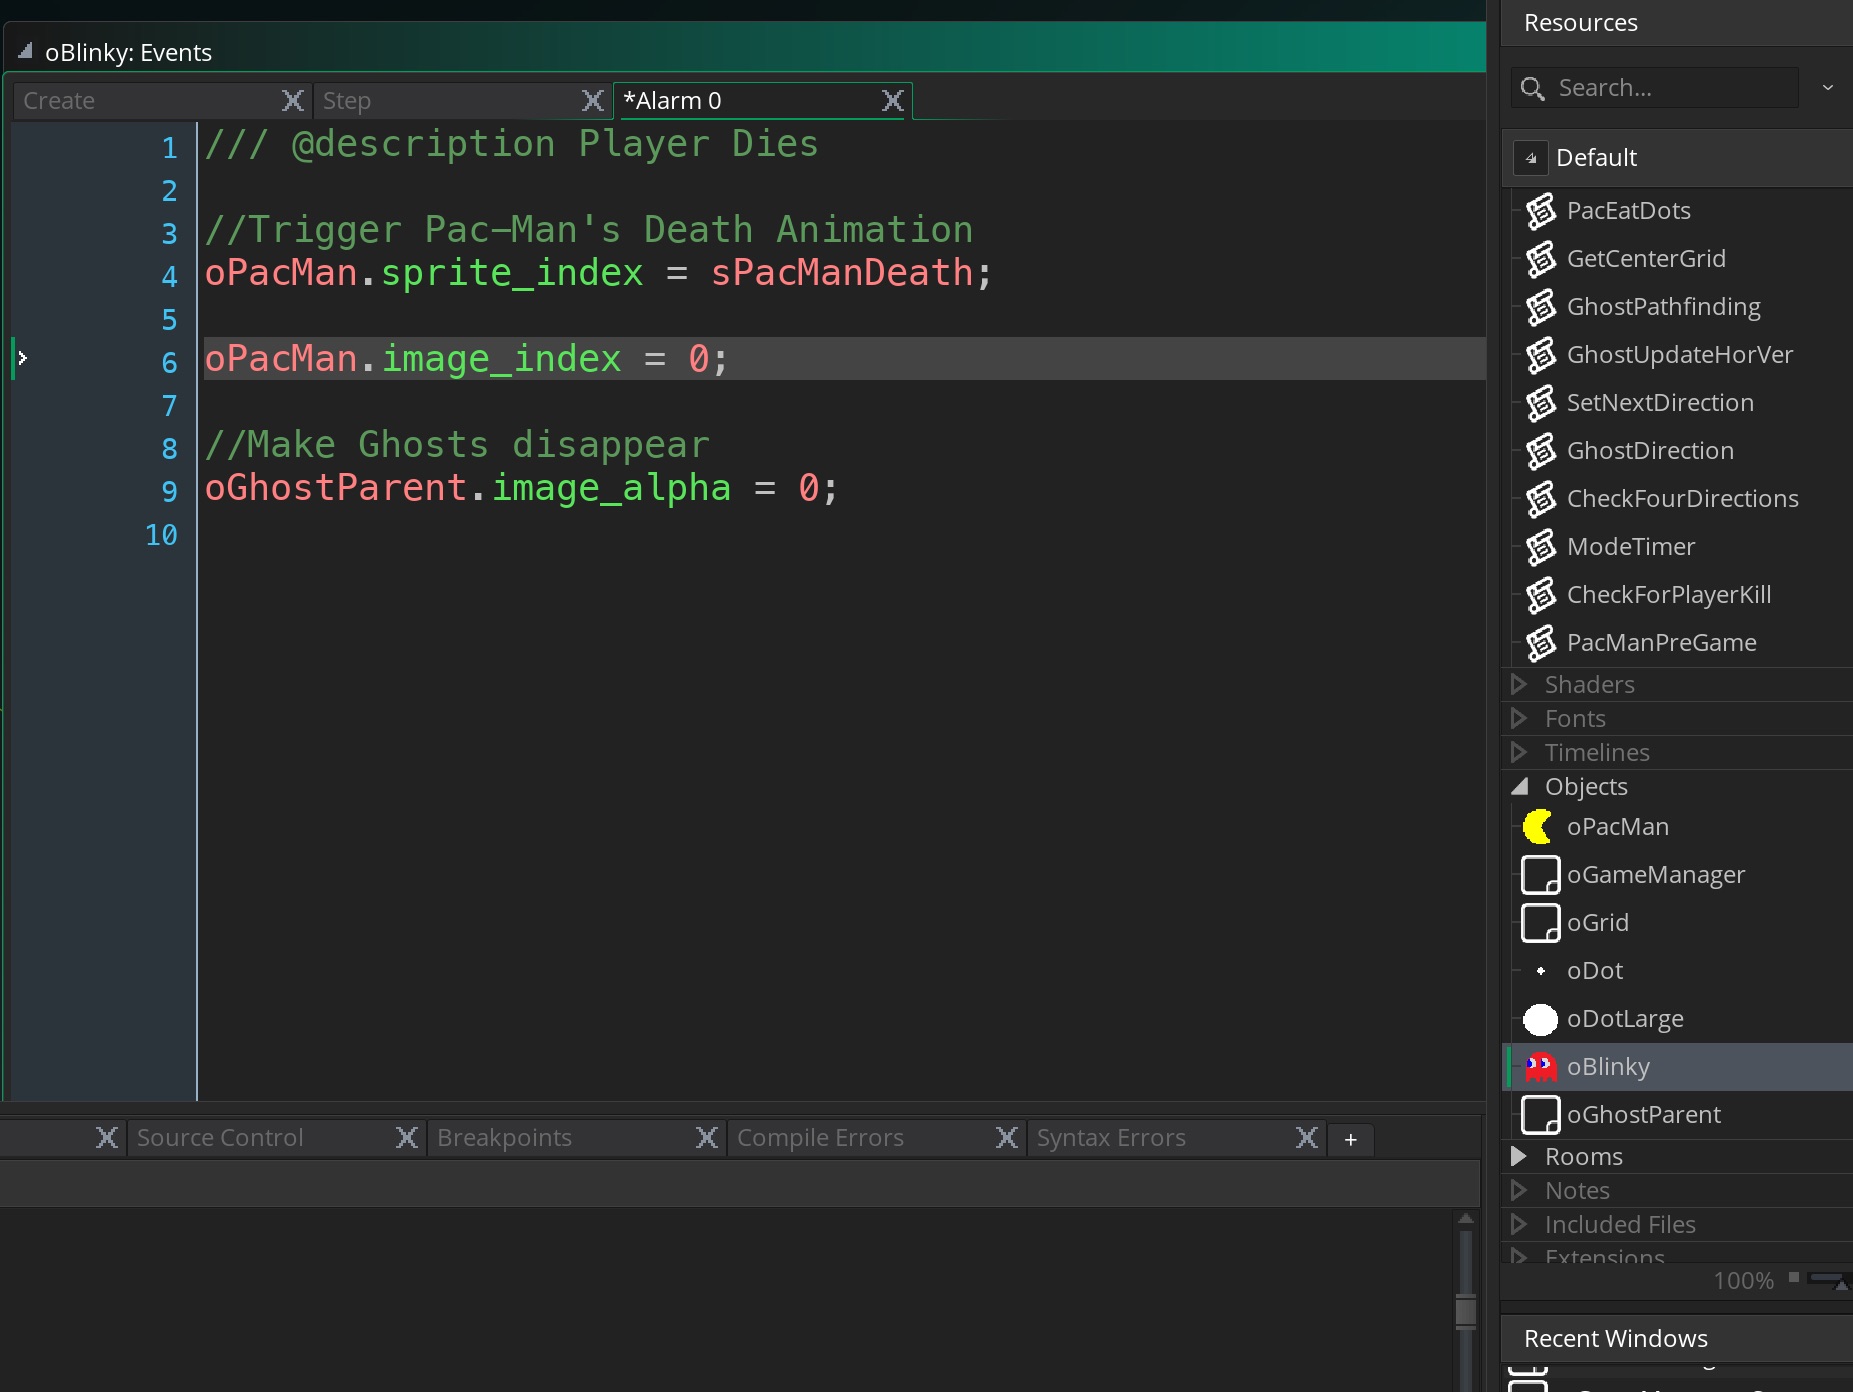 oBlinky: Events
Create
Step
*Alarm 0
1 /// @description Player Dies
2
3 //Trigger Pac-Man's Death Animation
4 oPacMan.sprite_index = sPacManDeath;
5
6 oPacMan.image_index = 0;
7
8 //Make Ghosts disappear
9 oGhostParent.image_alpha = 0;
10
Source Control
Breakpoints
Compile Errors
Syntax Errors
+
Resources
Search...
Default
PacEatDots
GetCenterGrid
GhostPathfinding
GhostUpdateHorVer
SetNextDirection
GhostDirection
CheckFourDirections
ModeTimer
CheckForPlayerKill
PacManPreGame
Shaders
Fonts
Timelines
Objects
oPacMan
oGameManager
oGrid
oDot
oDotLarge
oBlinky
oGhostParent
Rooms
Notes
Included Files
Extensions
100%
Recent Windows